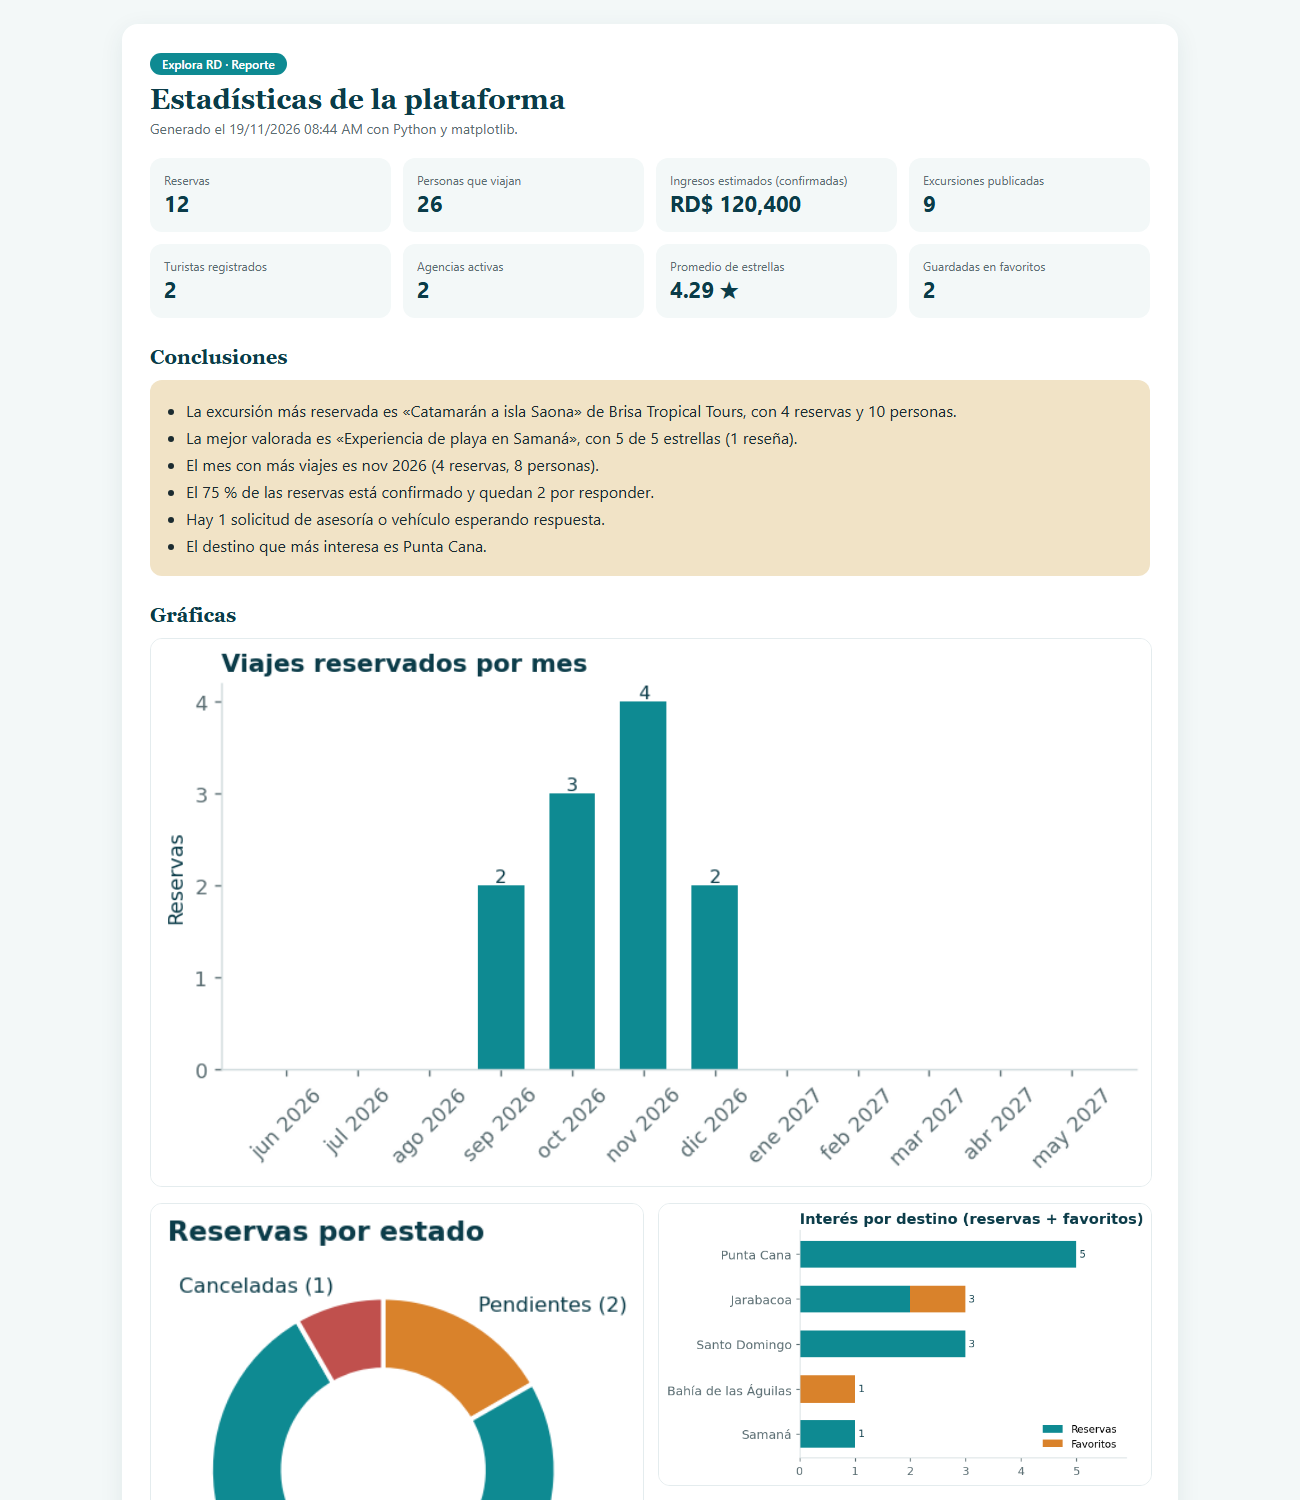 Explora RD · Reporte
Estadísticas de la plataforma
Generado el 19/11/2026 08:44 AM con Python y matplotlib.
Reservas
12
Personas que viajan
26
Ingresos estimados (confirmadas)
RD$ 120,400
Excursiones publicadas
9
Turistas registrados
2
Agencias activas
2
Promedio de estrellas
4.29 ★
Guardadas en favoritos
2
Conclusiones
• La excursión más reservada es «Catamarán a isla Saona» de Brisa Tropical Tours, con 4 reservas y 10 personas.
• La mejor valorada es «Experiencia de playa en Samaná», con 5 de 5 estrellas (1 reseña).
• El mes con más viajes es nov 2026 (4 reservas, 8 personas).
• El 75 % de las reservas está confirmado y quedan 2 por responder.
• Hay 1 solicitud de asesoría o vehículo esperando respuesta.
• El destino que más interesa es Punta Cana.
Gráficas
Viajes reservados por mes
Reservas
4
3
2
1
0
2
3
4
2
jun 2026
jul 2026
ago 2026
sep 2026
oct 2026
nov 2026
dic 2026
ene 2027
feb 2027
mar 2027
abr 2027
may 2027
Reservas por estado
Canceladas (1)
Pendientes (2)
Interés por destino (reservas + favoritos)
Punta Cana
5
Jarabacoa
3
Santo Domingo
3
Bahía de las Águilas
1
Samaná
1
Reservas
Favoritos
0 1 2 3 4 5